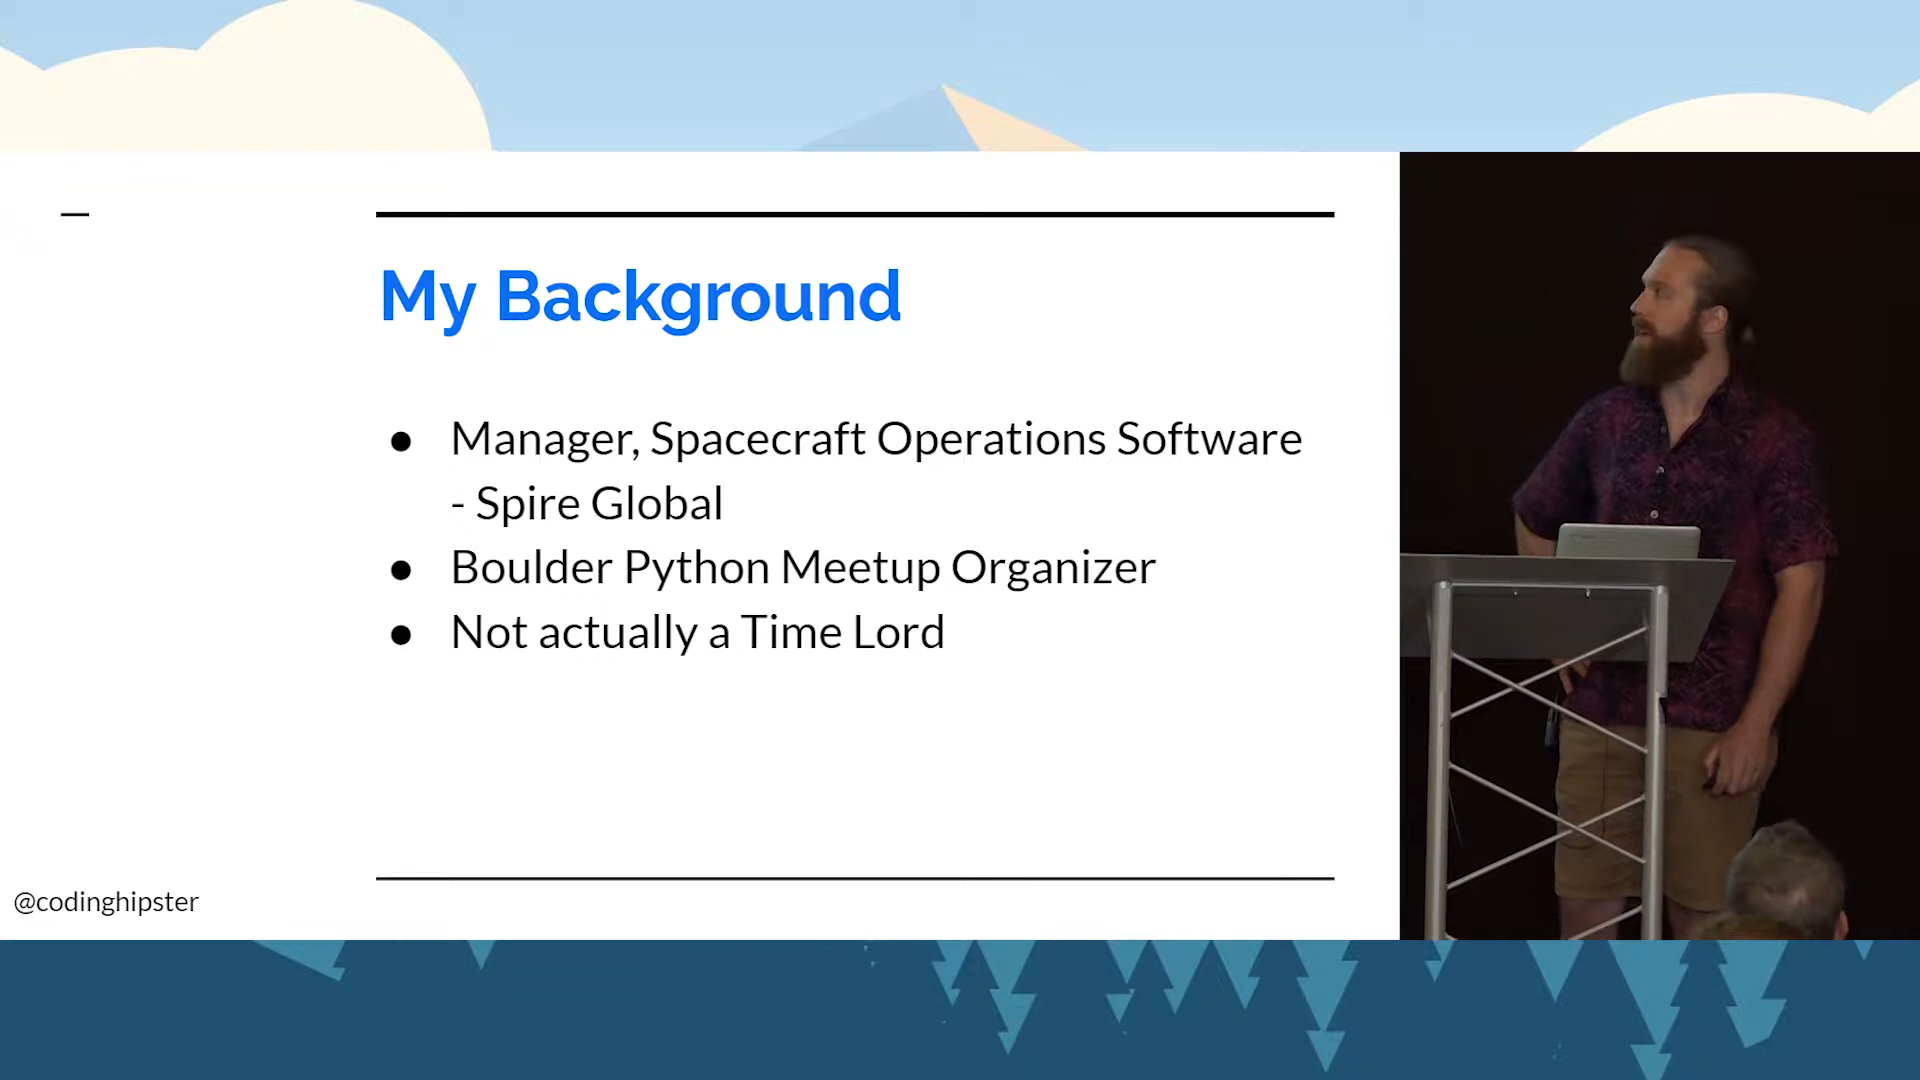 My Background
● Manager, Spacecraft Operations Software
- Spire Global
● Boulder Python Meetup Organizer
● Not actually a Time Lord
@codinghipster